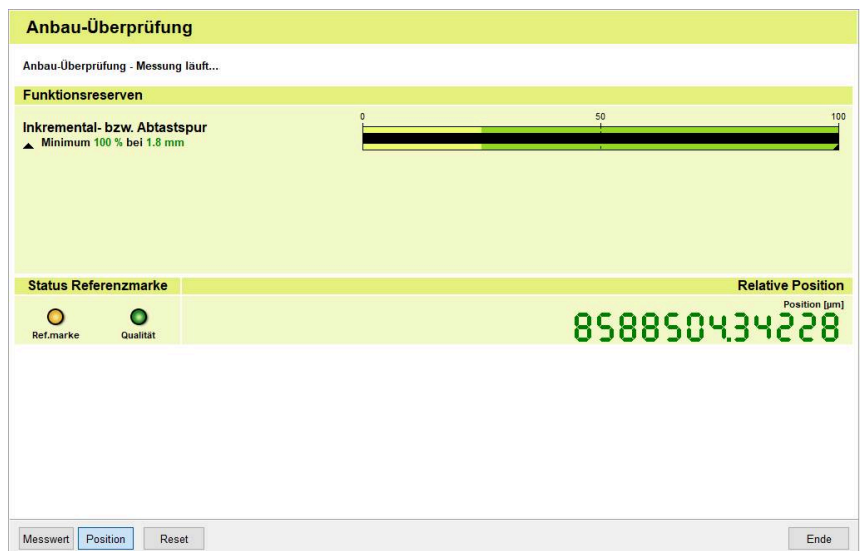 Anbau-Überprüfung
Anbau-Überprüfung - Messung läuft...
Funktionsreserven
0 50 100
Inkremental- bzw. Abtastspur
Minimum 100 % bei 1.8 mm
Status Referenzmarke Relative Position
Position [µm]
8588504.34228
Ref.marke Qualität
Messwert Position Reset Ende